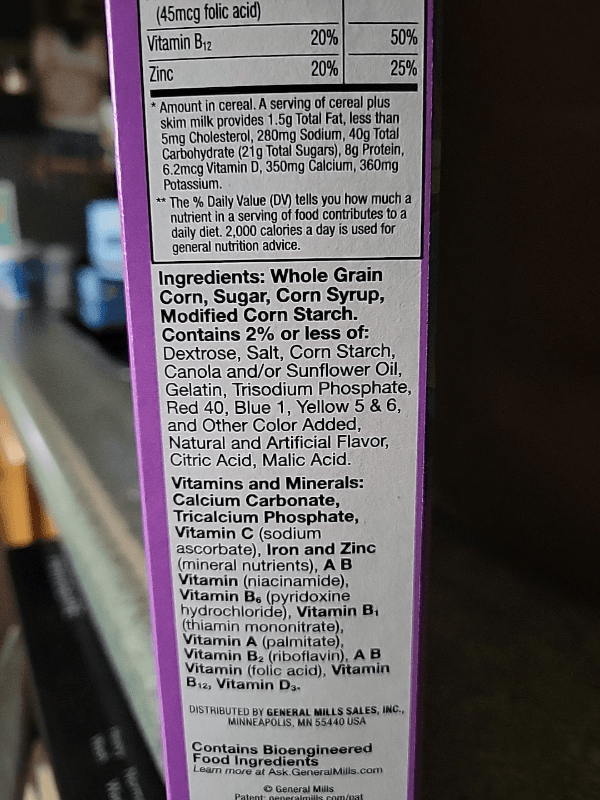 (45mcg folic acid)
Vitamin B12 20% 50%
Zinc 20% 25%
* Amount in cereal. A serving of cereal plus
skim milk provides 1.5g Total Fat, less than
5mg Cholesterol, 280mg Sodium, 40g Total
Carbohydrate (21g Total Sugars), 8g Protein,
6.2mcg Vitamin D, 350mg Calcium, 360mg
Potassium.
** The % Daily Value (DV) tells you how much a
nutrient in a serving of food contributes to a
daily diet. 2,000 calories a day is used for
general nutrition advice.
Ingredients: Whole Grain
Corn, Sugar, Corn Syrup,
Modified Corn Starch.
Contains 2% or less of:
Dextrose, Salt, Corn Starch,
Canola and/or Sunflower Oil,
Gelatin, Trisodium Phosphate,
Red 40, Blue 1, Yellow 5 & 6,
and Other Color Added,
Natural and Artificial Flavor,
Citric Acid, Malic Acid.
Vitamins and Minerals:
Calcium Carbonate,
Tricalcium Phosphate,
Vitamin C (sodium
ascorbate), Iron and Zinc
(mineral nutrients), A B
Vitamin (niacinamide),
Vitamin B6 (pyridoxine
hydrochloride), Vitamin B1
(thiamin mononitrate),
Vitamin A (palmitate),
Vitamin B2 (riboflavin), A B
Vitamin (folic acid), Vitamin
B12, Vitamin D3.
DISTRIBUTED BY GENERAL MILLS SALES, INC.,
MINNEAPOLIS, MN 55440 USA
Contains Bioengineered
Food Ingredients
Learn more at Ask.GeneralMills.com
© General Mills
Patent: generalmills.com/pat